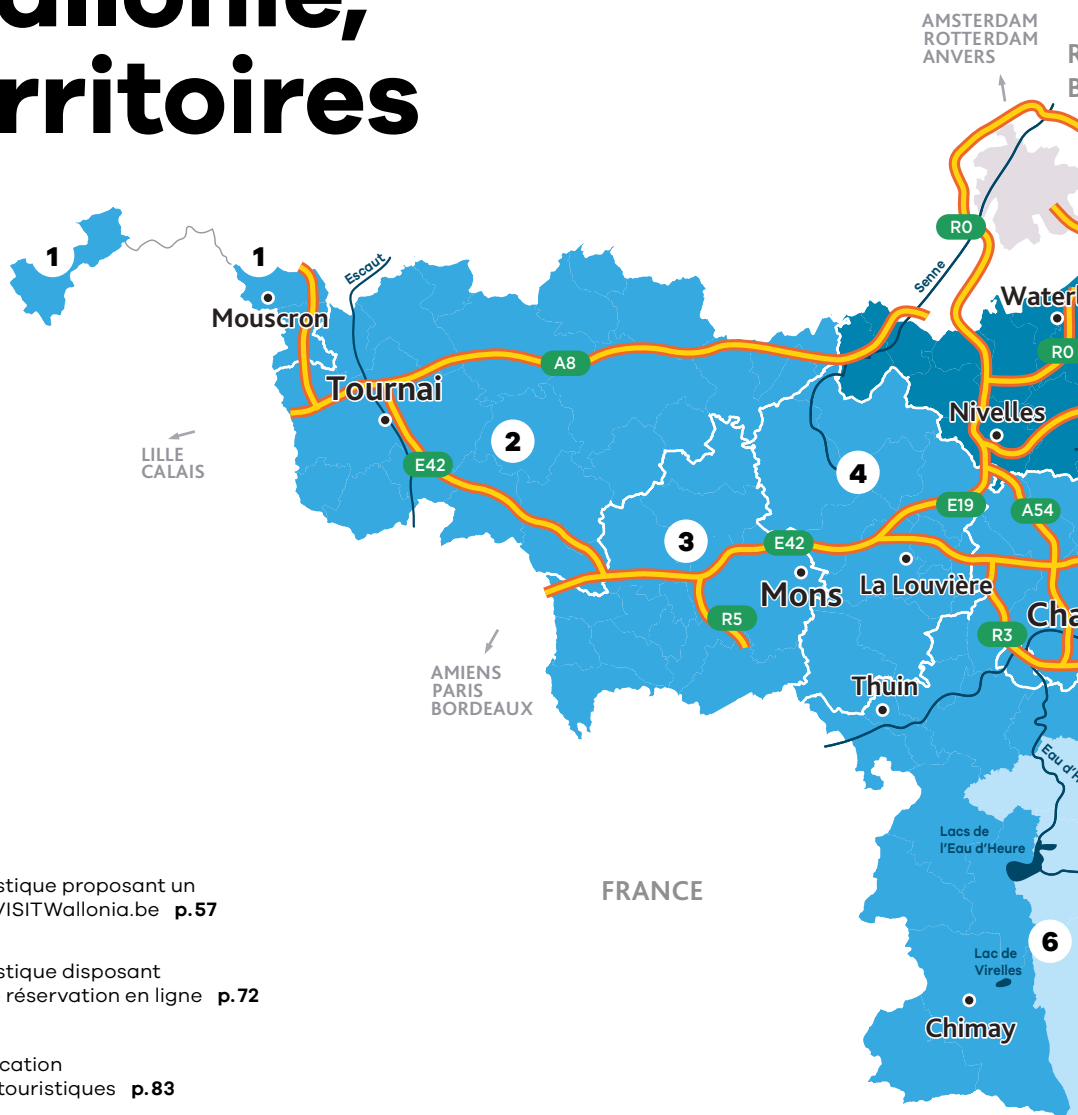 allonie,
rritoires
AMSTERDAM
ROTTERDAM
ANVERS
R
B
R0
1
1
Escaut
Senne
Mouscron
Water
R0
A8
Tournai
Nivelles
LILLE
CALAIS
2
E42
4
E19
A54
3
E42
Mons
La Louvière
Cha
R5
R3
AMIENS
PARIS
BORDEAUX
Thuin
Eau d'H
Lacs de
l'Eau d'Heure
FRANCE
stique proposant un
VISITWallonia.be p.57
6
Lac de
Virelles
stique disposant
réservation en ligne p.72
Chimay
cation
touristiques p.83